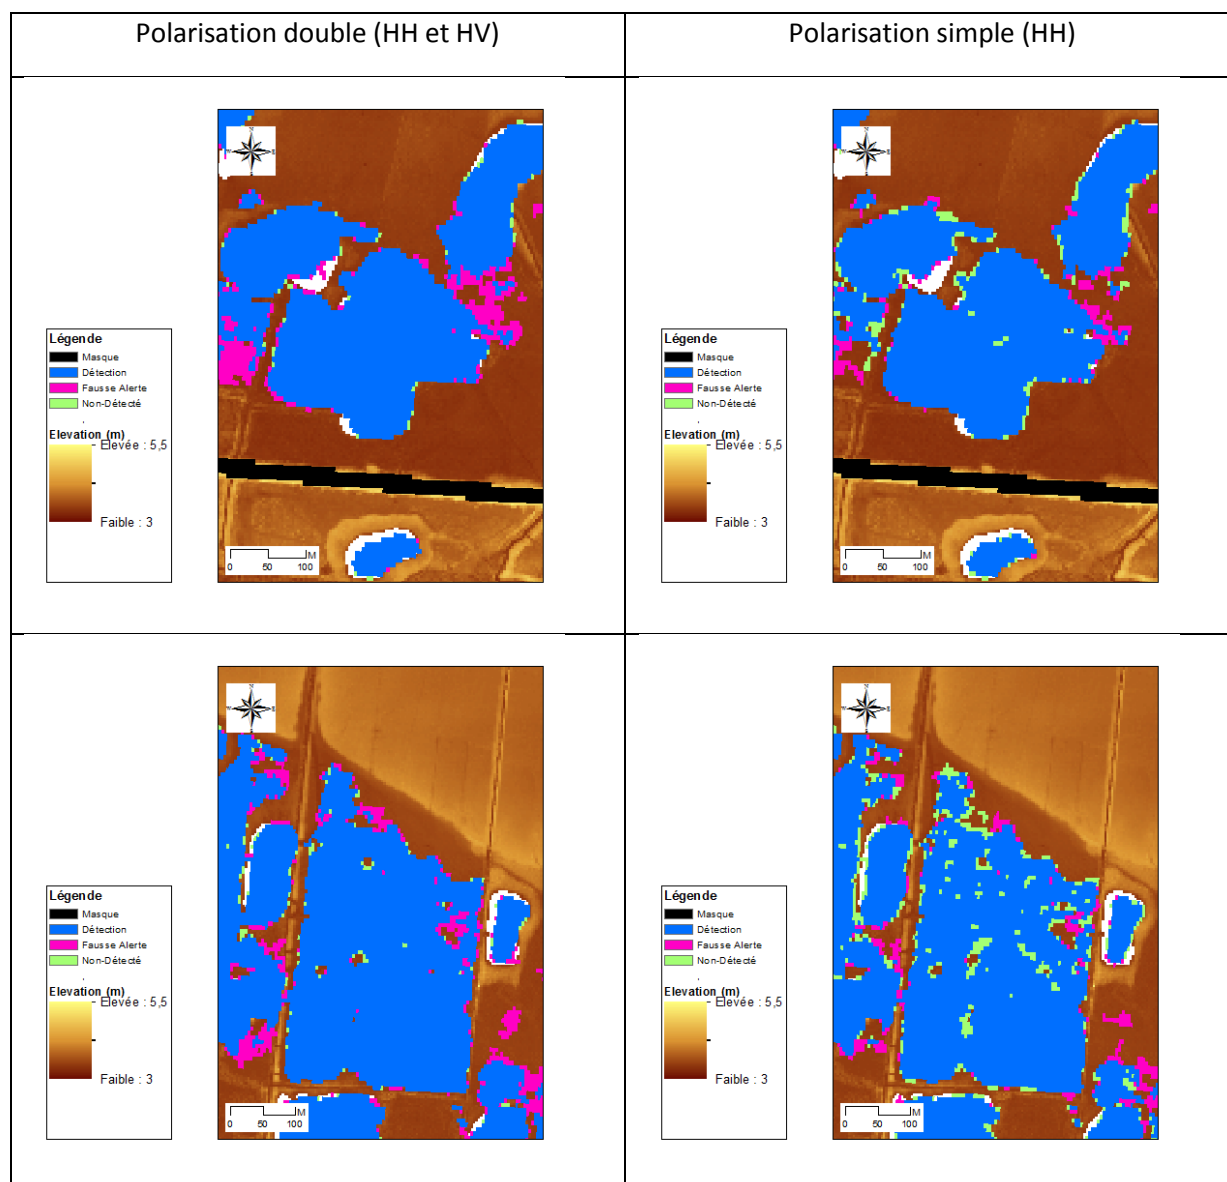 Polarisation double (HH et HV)
Polarisation simple (HH)
N
W
E
S
Légende
Masque
Détection
Fausse Alerte
Non-Détecté
.
Elevation (m)
Elevée : 5,5
Faible : 3
M
0 50 100
N
W
E
S
Légende
Masque
Détection
Fausse Alerte
Non-Détecté
.
Elevation (m)
Elevée : 5,5
Faible : 3
M
0 50 100
N
W
E
S
Légende
Masque
Détection
Fausse Alerte
Non-Détecté
.
Elevation (m)
Elevée : 5,5
Faible : 3
M
0 50 100
N
W
E
S
Légende
Masque
Détection
Fausse Alerte
Non-Détecté
.
Elevation (m)
Elevée : 5,5
Faible : 3
M
0 50 100